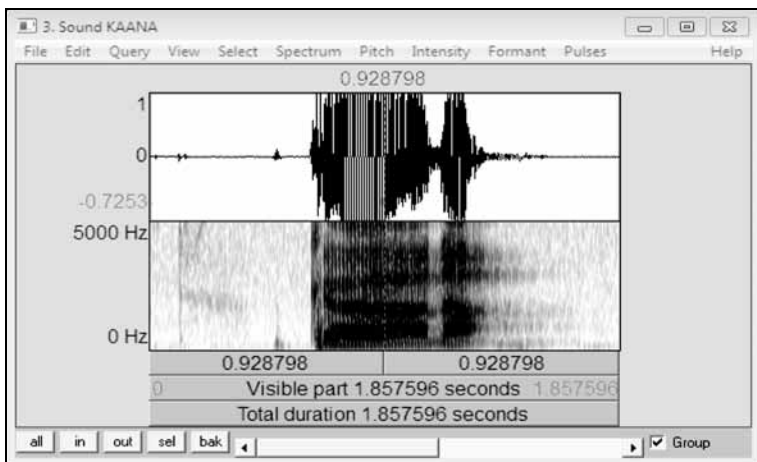 3. Sound KAANA
File Edit Query View Select Spectrum Pitch Intensity Formant Pulses Help
0.928798
1
0
-0.7253
5000 Hz
0 Hz
0.928798 0.928798
0 Visible part 1.857596 seconds 1.857596
Total duration 1.857596 seconds
all in out sel bak Group